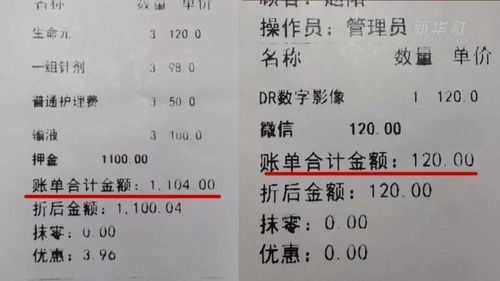 名称 数量 单价
生命元 3 120.0
一组针剂 3 98.0
普通护理费 3 50.0
输液 3 100.0
押金 1100.00
账单合计金额: 1,104.00
折后金额: 1,100.04
抹零: 0.00
优惠: 3.96
新华社
操作员: 管理员
名称 数量 单价
DR数字影像 1 120.0
微信 120.00
账单合计金额: 120.00
折后金额: 120.00
抹零: 0.00
优惠: 0.00